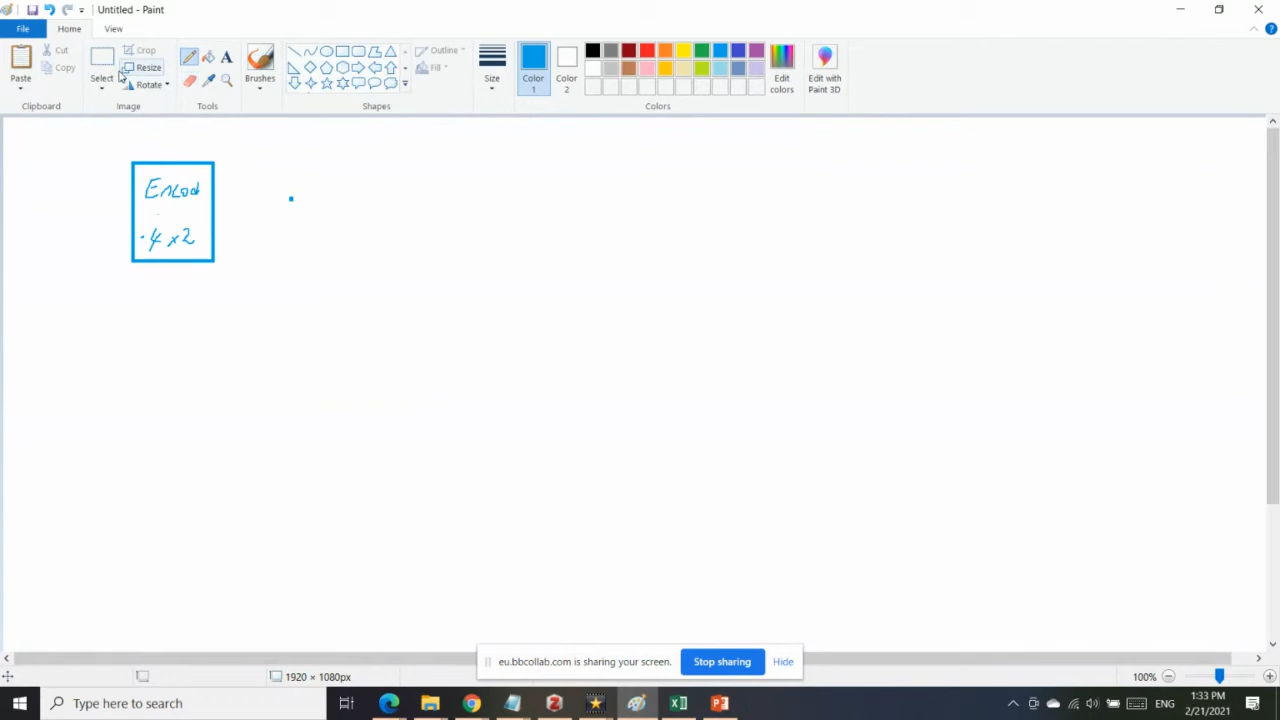 Untitled - Paint
File Home View
Paste
Cut
Copy
Clipboard
Select
Crop
Resize
Rotate
Image
Tools
Brushes
Shapes
Outline
Fill
Size
Color 1
Color 2
Colors
Edit colors
Edit with Paint 3D
Encod
4 x 2
eu.bbcollab.com is sharing your screen. Stop sharing Hide
1920 × 1080px 100%
Type here to search
ENG
1:33 PM
2/21/2021